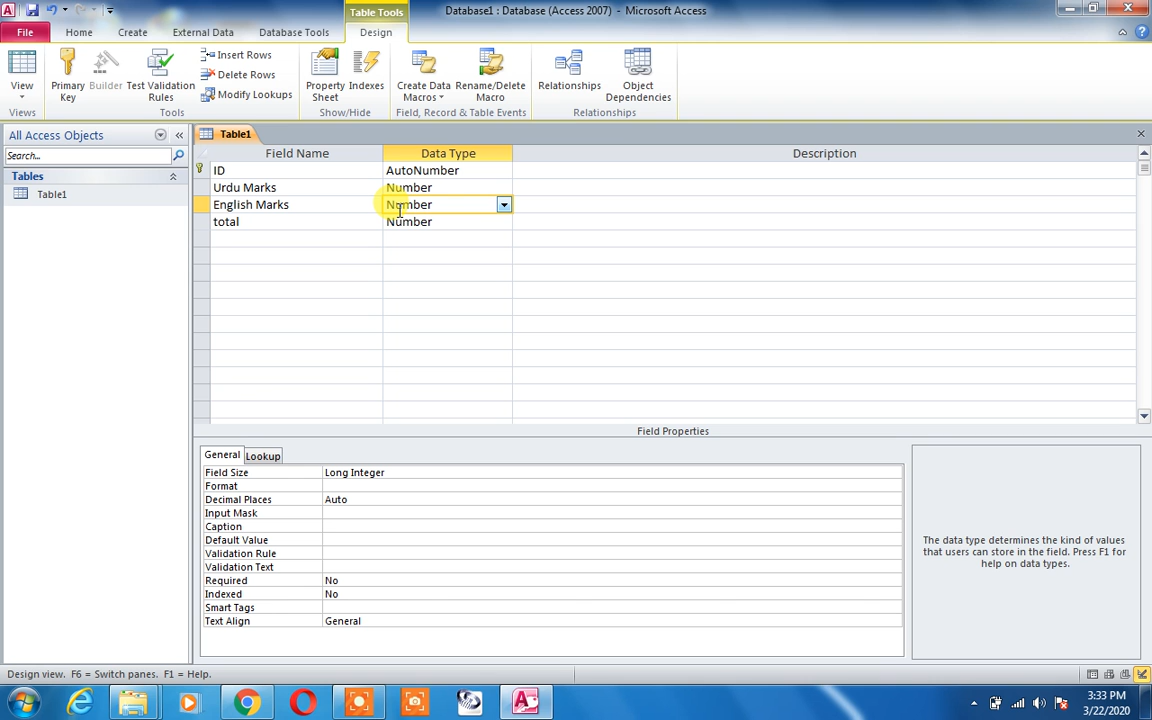 Table Tools
Database1 : Database (Access 2007) - Microsoft Access
File Home Create External Data Database Tools Design
View
Primary Key
Builder
Test Validation Rules
Insert Rows
Delete Rows
Modify Lookups
Property Sheet
Indexes
Create Data Macros
Rename/Delete Macro
Relationships
Object Dependencies
Views Tools Show/Hide Field, Record & Table Events Relationships
All Access Objects
Search...
Tables
Table1
Table1
Field Name Data Type Description
ID AutoNumber
Urdu Marks Number
English Marks Number
total Number
Field Properties
General Lookup
Field Size Long Integer
Format
Decimal Places Auto
Input Mask
Caption
Default Value
Validation Rule
Validation Text
Required No
Indexed No
Smart Tags
Text Align General
The data type determines the kind of values
that users can store in the field. Press F1 for
help on data types.
Design view. F6 = Switch panes. F1 = Help.
3:33 PM
3/22/2020